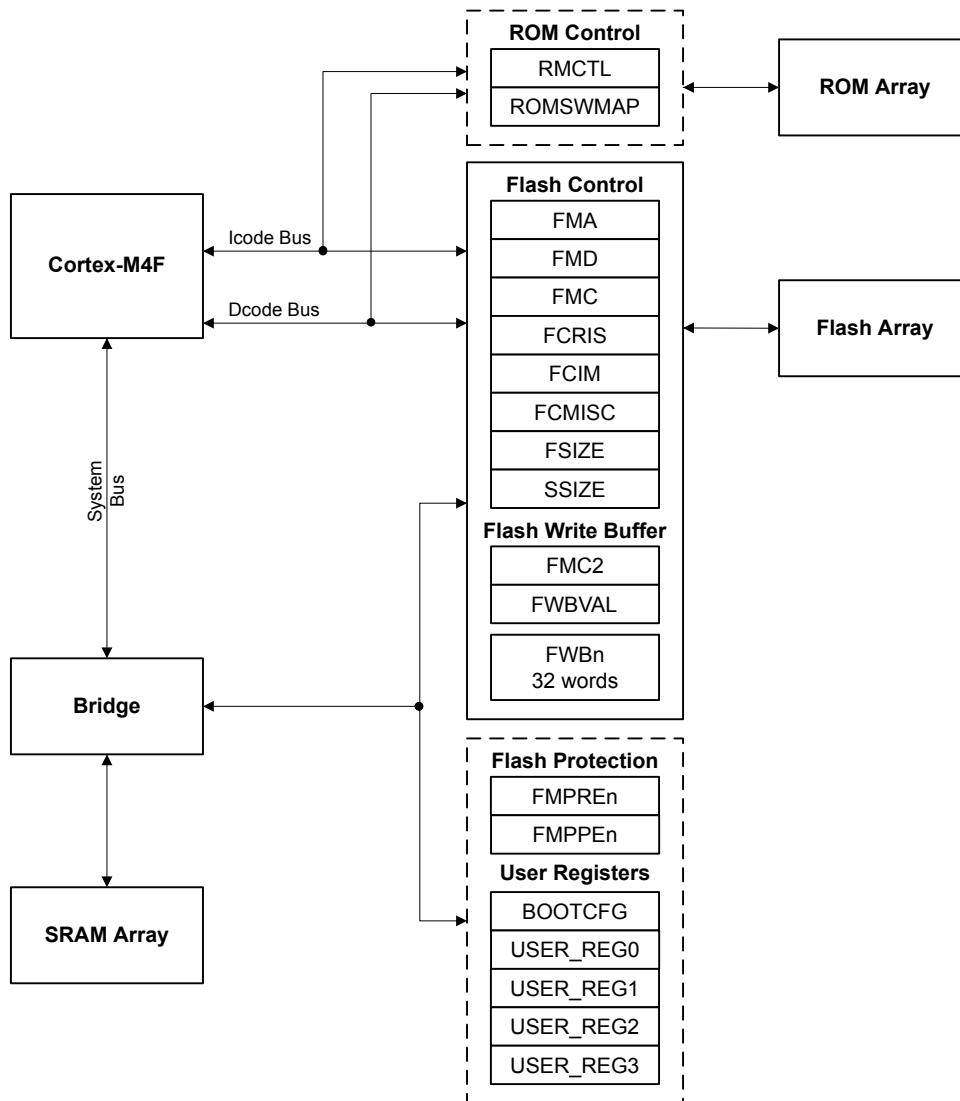 ROM Control
RMCTL
ROMSWMAP
ROM Array
Cortex-M4F
Icode Bus
Dcode Bus
System
Bus
Flash Control
FMA
FMD
FMC
FCRIS
FCIM
FCMISC
FSIZE
SSIZE
Flash Write Buffer
FMC2
FWBVAL
FWBn
32 words
Flash Array
Bridge
SRAM Array
Flash Protection
FMPREn
FMPPEn
User Registers
BOOTCFG
USER_REG0
USER_REG1
USER_REG2
USER_REG3